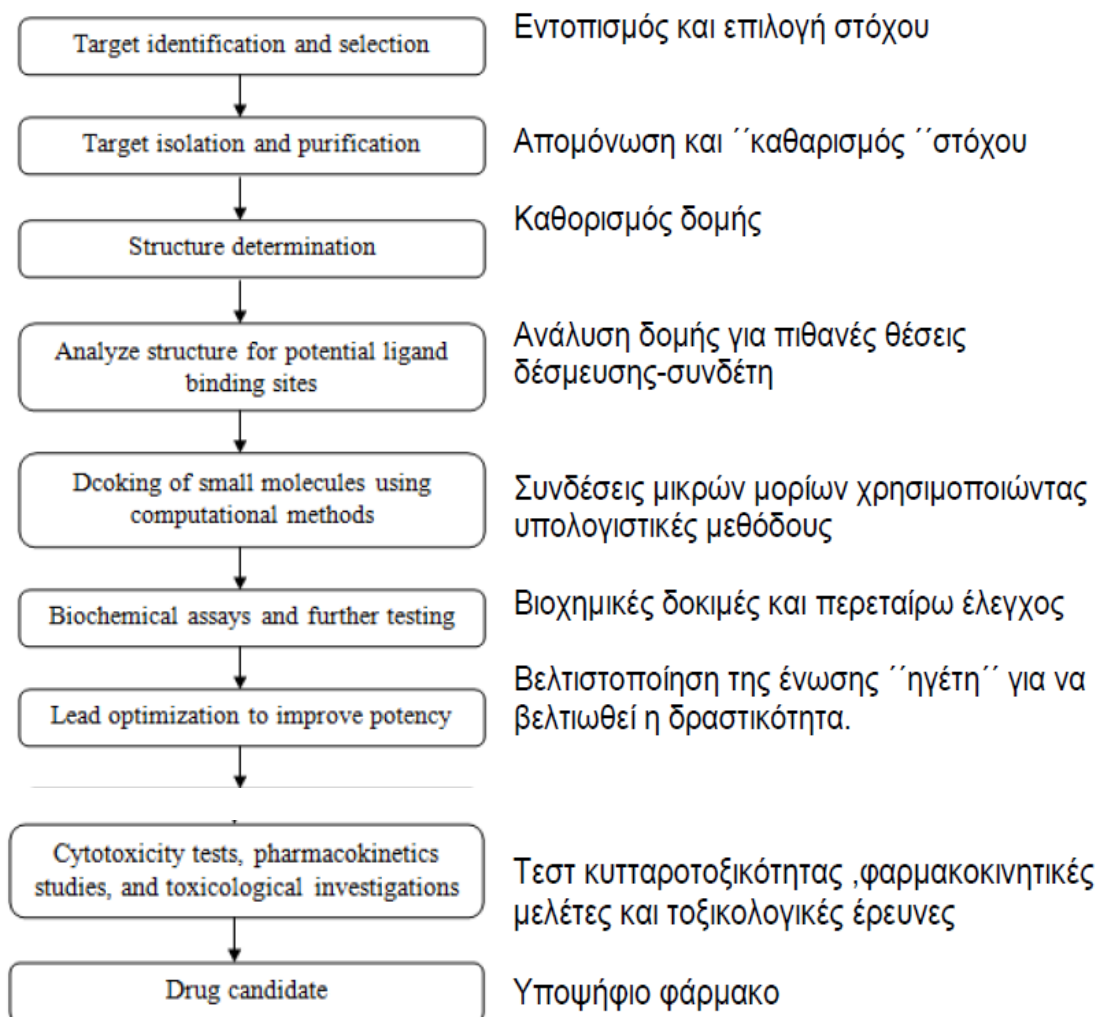 Target identification and selection
Εντοπισμός και επιλογή στόχου
Target isolation and purification
Απομόνωση και ΄΄καθαρισμός ΄΄στόχου
Structure determination
Καθορισμός δομής
Analyze structure for potential ligand
binding sites
Ανάλυση δομής για πιθανές θέσεις
δέσμευσης-συνδέτη
Dcoking of small molecules using
computational methods
Συνδέσεις μικρών μορίων χρησιμοποιώντας
υπολογιστικές μεθόδους
Biochemical assays and further testing
Βιοχημικές δοκιμές και περεταίρω έλεγχος
Lead optimization to improve potency
Βελτιστοποίηση της ένωσης ΄΄ηγέτη΄΄ για να
βελτιωθεί η δραστικότητα.
Cytotoxicity tests, pharmacokinetics
studies, and toxicological investigations
Τεστ κυτταροτοξικότητας ,φαρμακοκινητικές
μελέτες και τοξικολογικές έρευνες
Drug candidate
Υποψήφιο φάρμακο